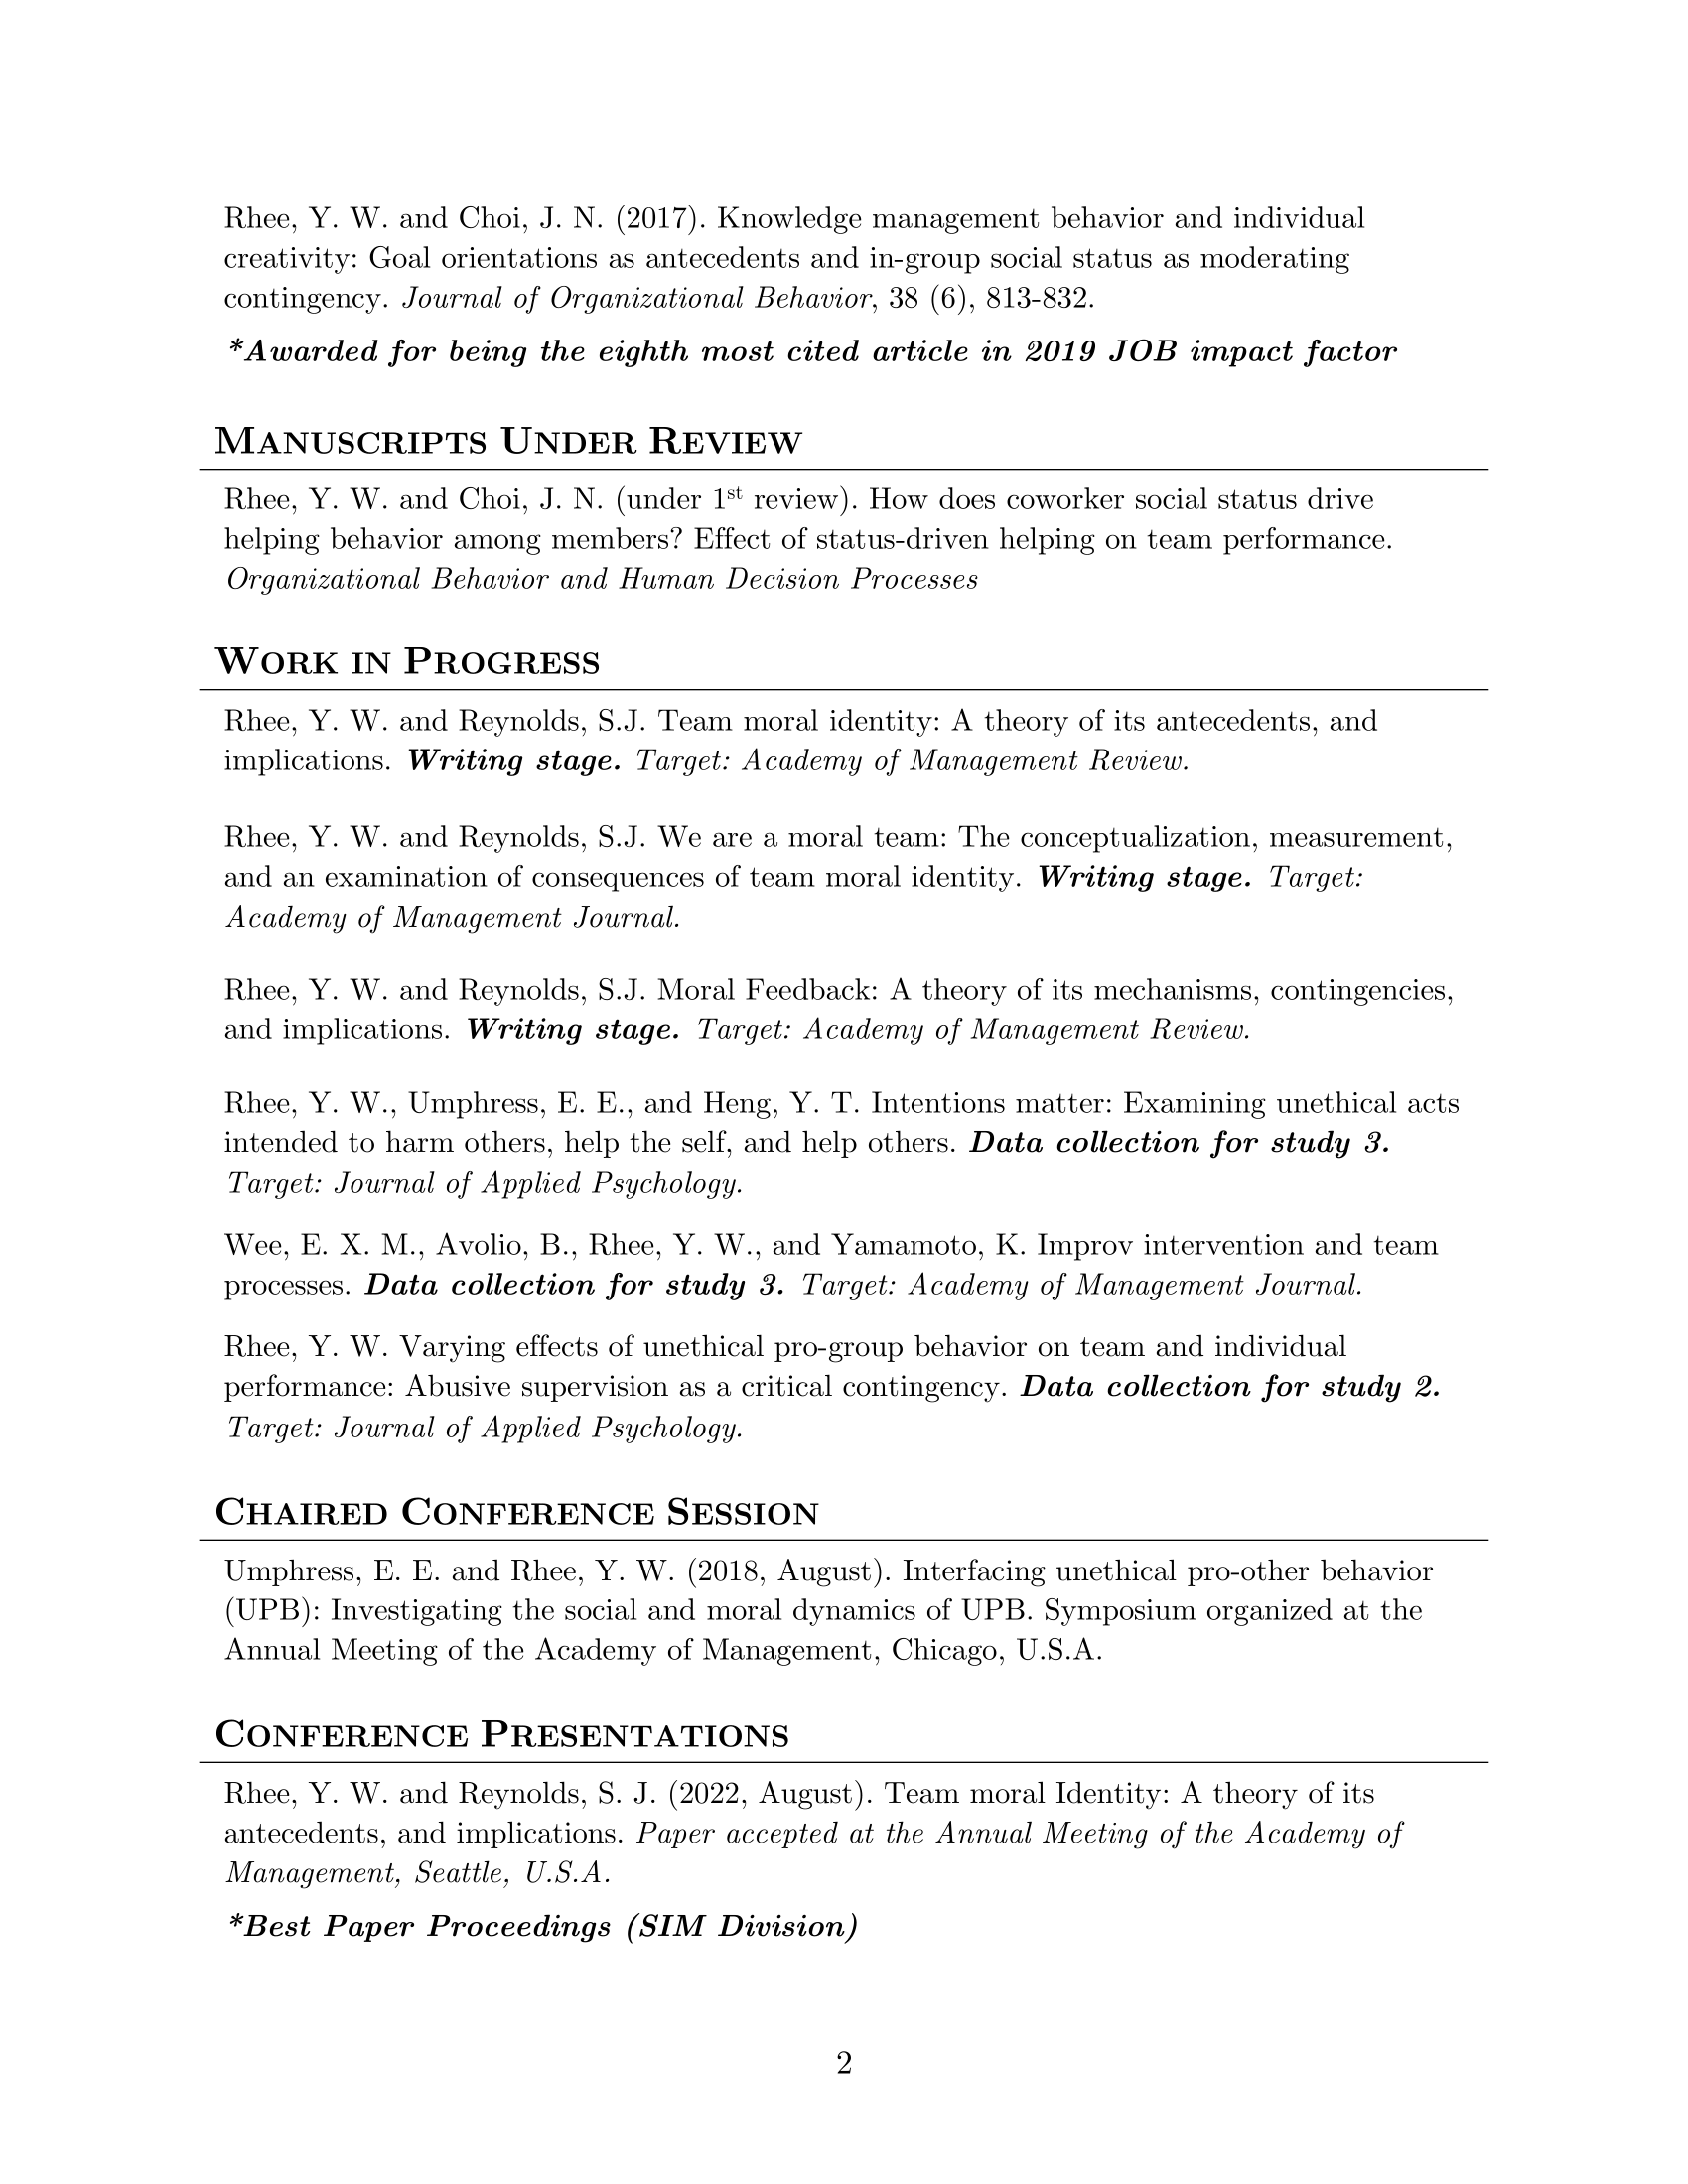 Rhee, Y. W. and Choi, J. N. (2017). Knowledge management behavior and individual
creativity: Goal orientations as antecedents and in-group social status as moderating
contingency. Journal of Organizational Behavior, 38 (6), 813-832.
*Awarded for being the eighth most cited article in 2019 JOB impact factor
Manuscripts Under Review
Rhee, Y. W. and Choi, J. N. (under 1st review). How does coworker social status drive
helping behavior among members? Effect of status-driven helping on team performance.
Organizational Behavior and Human Decision Processes
Work in Progress
Rhee, Y. W. and Reynolds, S.J. Team moral identity: A theory of its antecedents, and
implications. Writing stage. Target: Academy of Management Review.
Rhee, Y. W. and Reynolds, S.J. We are a moral team: The conceptualization, measurement,
and an examination of consequences of team moral identity. Writing stage. Target:
Academy of Management Journal.
Rhee, Y. W. and Reynolds, S.J. Moral Feedback: A theory of its mechanisms, contingencies,
and implications. Writing stage. Target: Academy of Management Review.
Rhee, Y. W., Umphress, E. E., and Heng, Y. T. Intentions matter: Examining unethical acts
intended to harm others, help the self, and help others. Data collection for study 3.
Target: Journal of Applied Psychology.
Wee, E. X. M., Avolio, B., Rhee, Y. W., and Yamamoto, K. Improv intervention and team
processes. Data collection for study 3. Target: Academy of Management Journal.
Rhee, Y. W. Varying effects of unethical pro-group behavior on team and individual
performance: Abusive supervision as a critical contingency. Data collection for study 2.
Target: Journal of Applied Psychology.
Chaired Conference Session
Umphress, E. E. and Rhee, Y. W. (2018, August). Interfacing unethical pro-other behavior
(UPB): Investigating the social and moral dynamics of UPB. Symposium organized at the
Annual Meeting of the Academy of Management, Chicago, U.S.A.
Conference Presentations
Rhee, Y. W. and Reynolds, S. J. (2022, August). Team moral Identity: A theory of its
antecedents, and implications. Paper accepted at the Annual Meeting of the Academy of
Management, Seattle, U.S.A.
*Best Paper Proceedings (SIM Division)
2